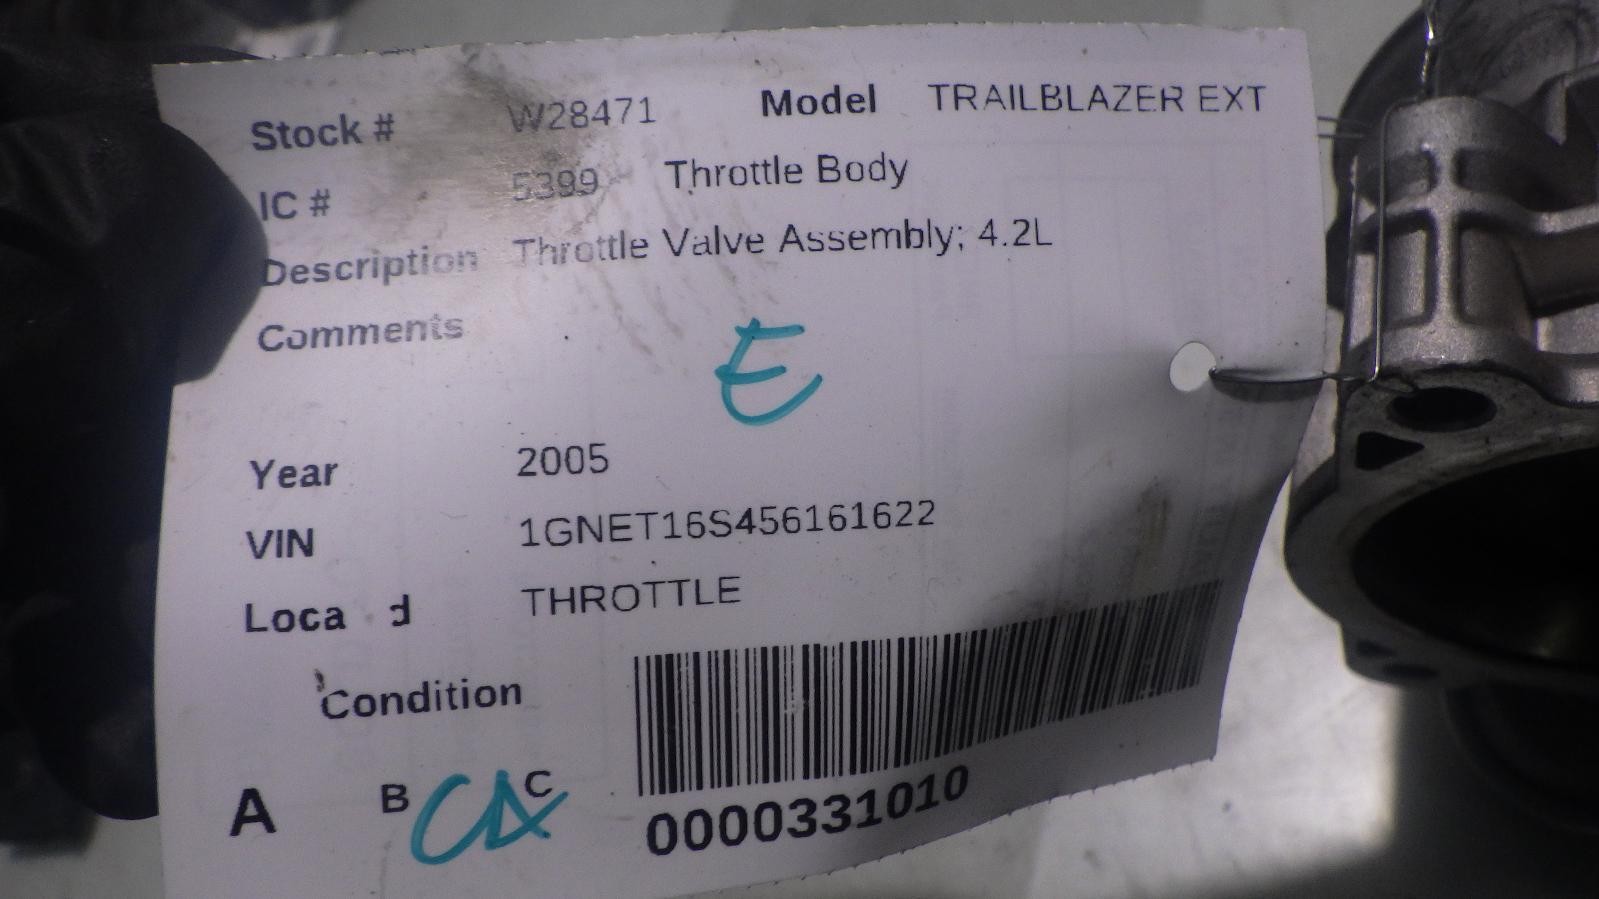 Stock # W28471 Model TRAILBLAZER EXT
IC # 5399 Throttle Body
Description Throttle Valve Assembly; 4.2L
Comments
E
Year 2005
VIN 1GNET16S456161622
Loca d THROTTLE
Condition
A B C
0000331010